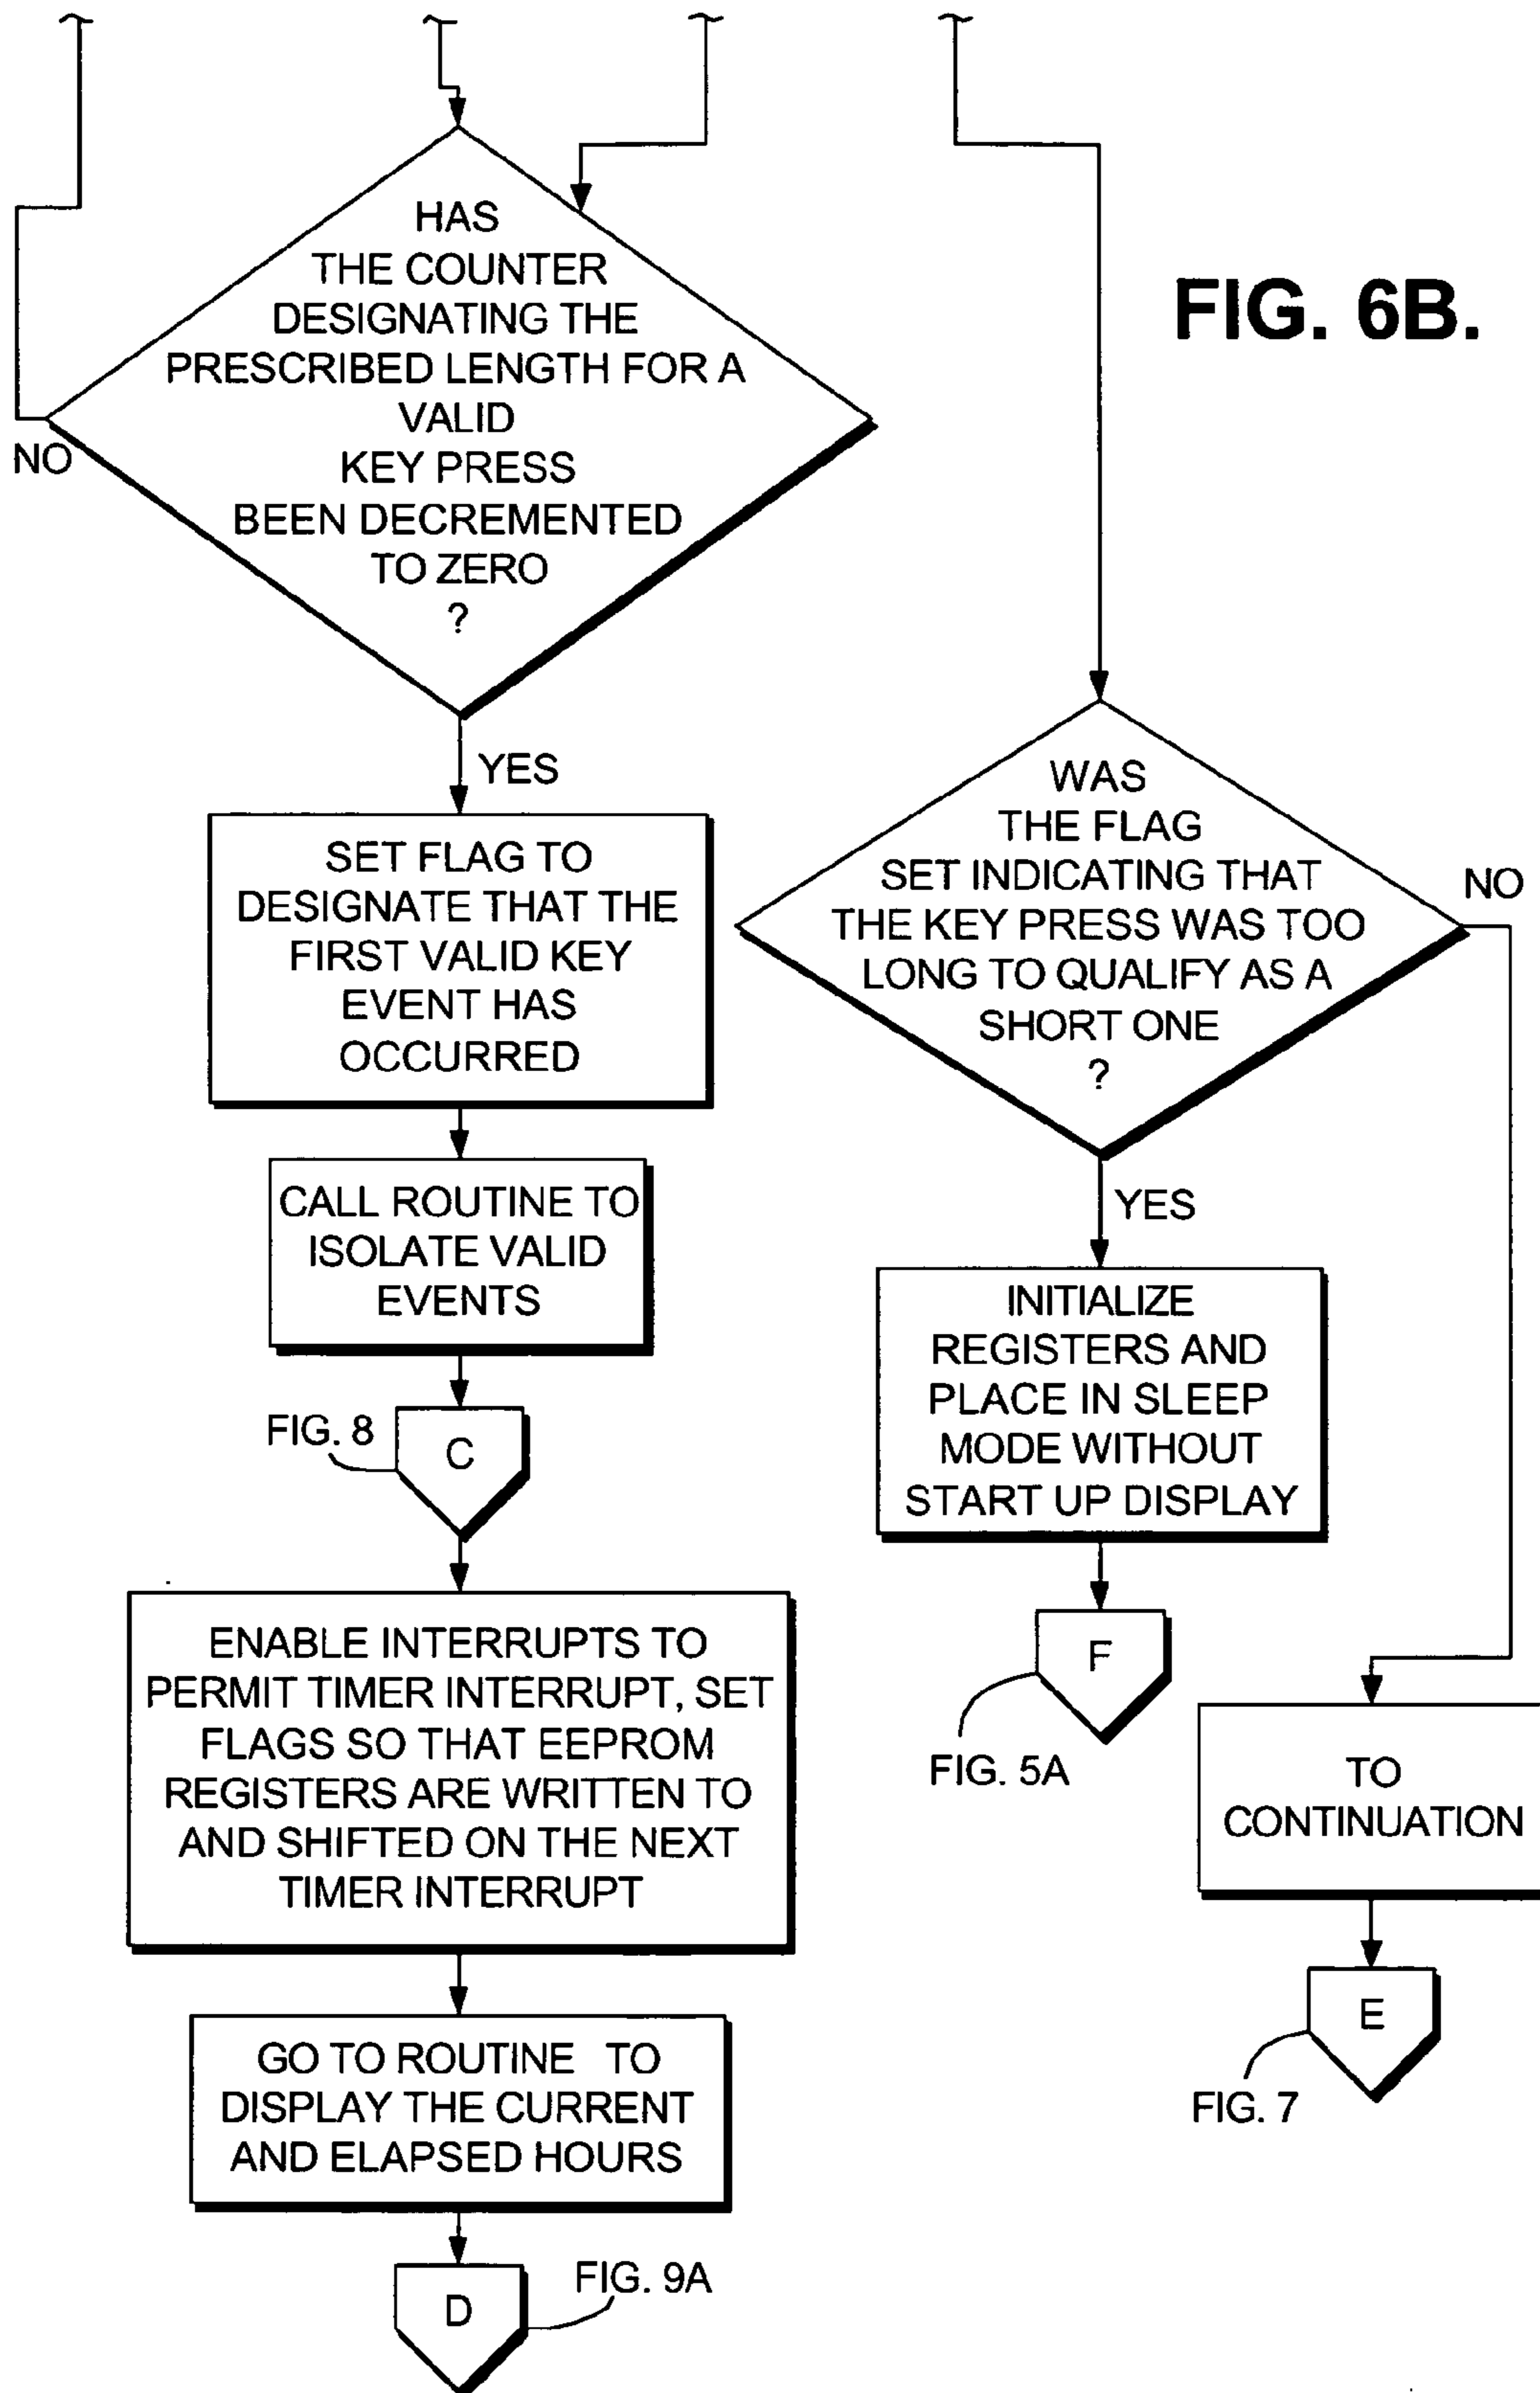 FIG. 6B.
HAS
THE COUNTER
DESIGNATING THE
PRESCRIBED LENGTH FOR A
VALID
KEY PRESS
BEEN DECREMENTED
TO ZERO
?
NO
YES
SET FLAG TO
DESIGNATE THAT THE
FIRST VALID KEY
EVENT HAS
OCCURRED
CALL ROUTINE TO
ISOLATE VALID
EVENTS
FIG. 8
C
ENABLE INTERRUPTS TO
PERMIT TIMER INTERRUPT, SET
FLAGS SO THAT EEPROM
REGISTERS ARE WRITTEN TO
AND SHIFTED ON THE NEXT
TIMER INTERRUPT
GO TO ROUTINE TO
DISPLAY THE CURRENT
AND ELAPSED HOURS
D
FIG. 9A
WAS
THE FLAG
SET INDICATING THAT
THE KEY PRESS WAS TOO
LONG TO QUALIFY AS A
SHORT ONE
?
NO
YES
INITIALIZE
REGISTERS AND
PLACE IN SLEEP
MODE WITHOUT
START UP DISPLAY
F
FIG. 5A
TO
CONTINUATION
E
FIG. 7